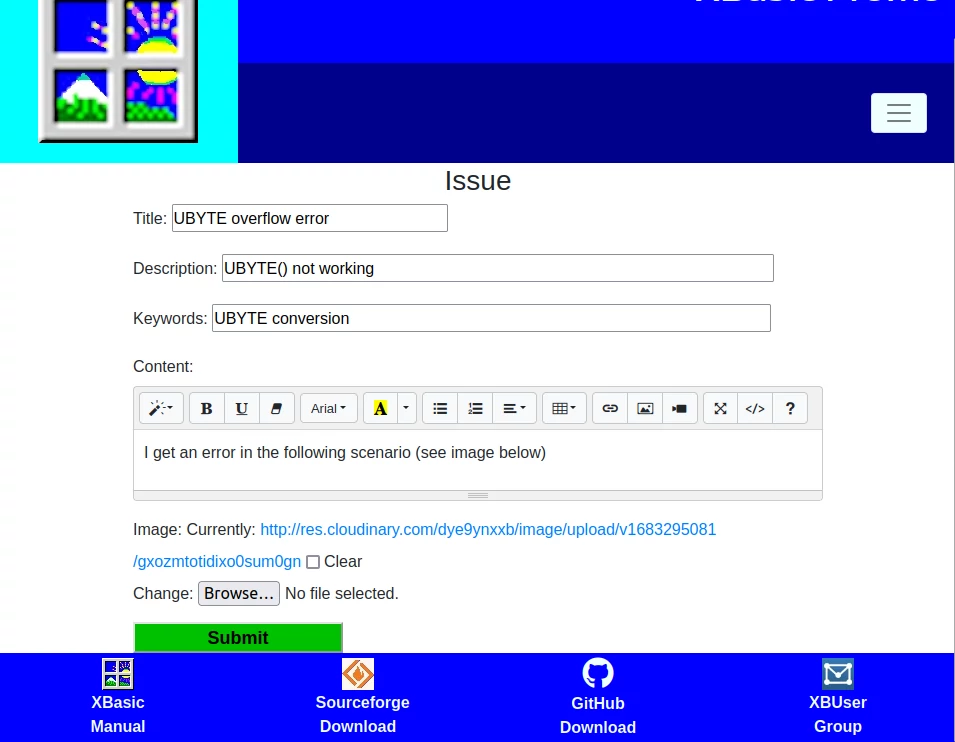 Issue
Title: UBYTE overflow error
Description: UBYTE() not working
Keywords: UBYTE conversion
Content:
B U Arial A </> ?
I get an error in the following scenario (see image below)
Image: Currently: http://res.cloudinary.com/dye9ynxxb/image/upload/v1683295081
/gxozmtotidixo0sum0gn Clear
Change: Browse... No file selected.
Submit
XBasic Manual
Sourceforge Download
GitHub Download
XBUser Group